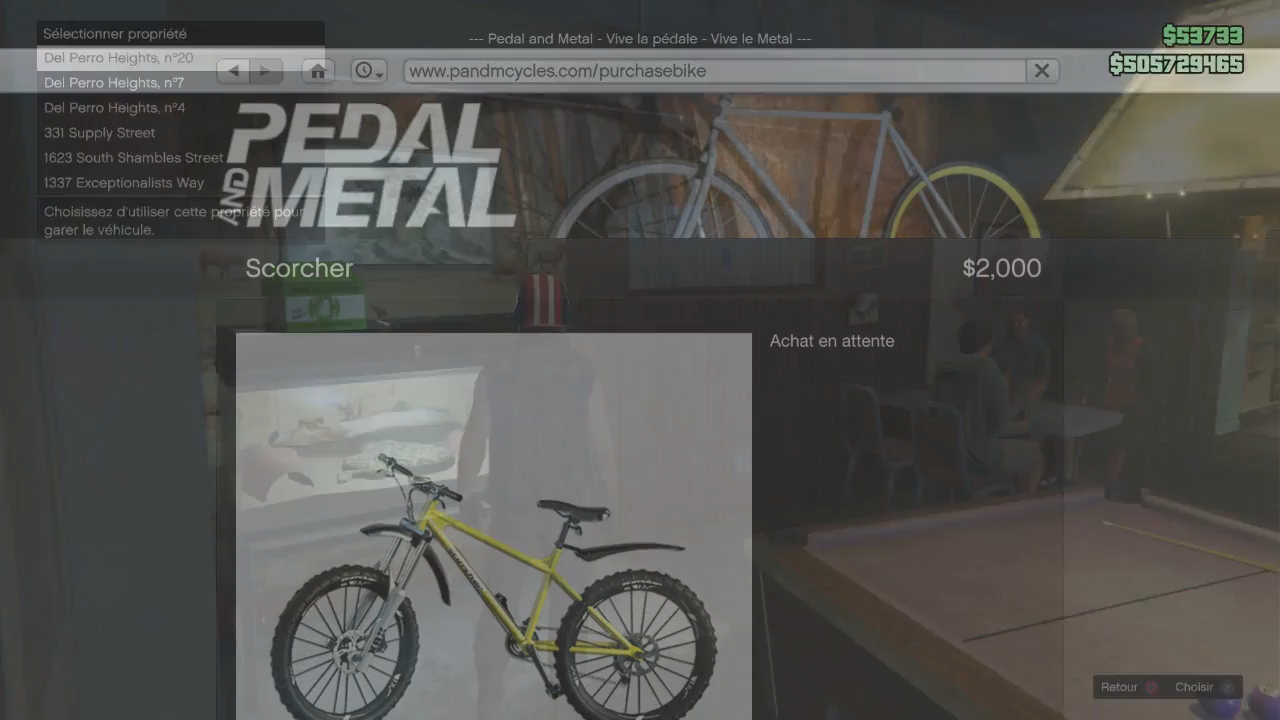 Sélectionner propriété
Del Perro Heights, n°20
Del Perro Heights, n°7
Del Perro Heights, n°4
331 Supply Street
1623 South Shambles Street
1337 Exceptionalists Way
Choisissez d'utiliser cette propriété pour
garer le véhicule.
--- Pedal and Metal - Vive la pédale - Vive le Metal ---
$53733
$505729465
www.pandmcycles.com/purchasebike
PEDAL
AND METAL
Scorcher
$2,000
Achat en attente
Retour
Choisir